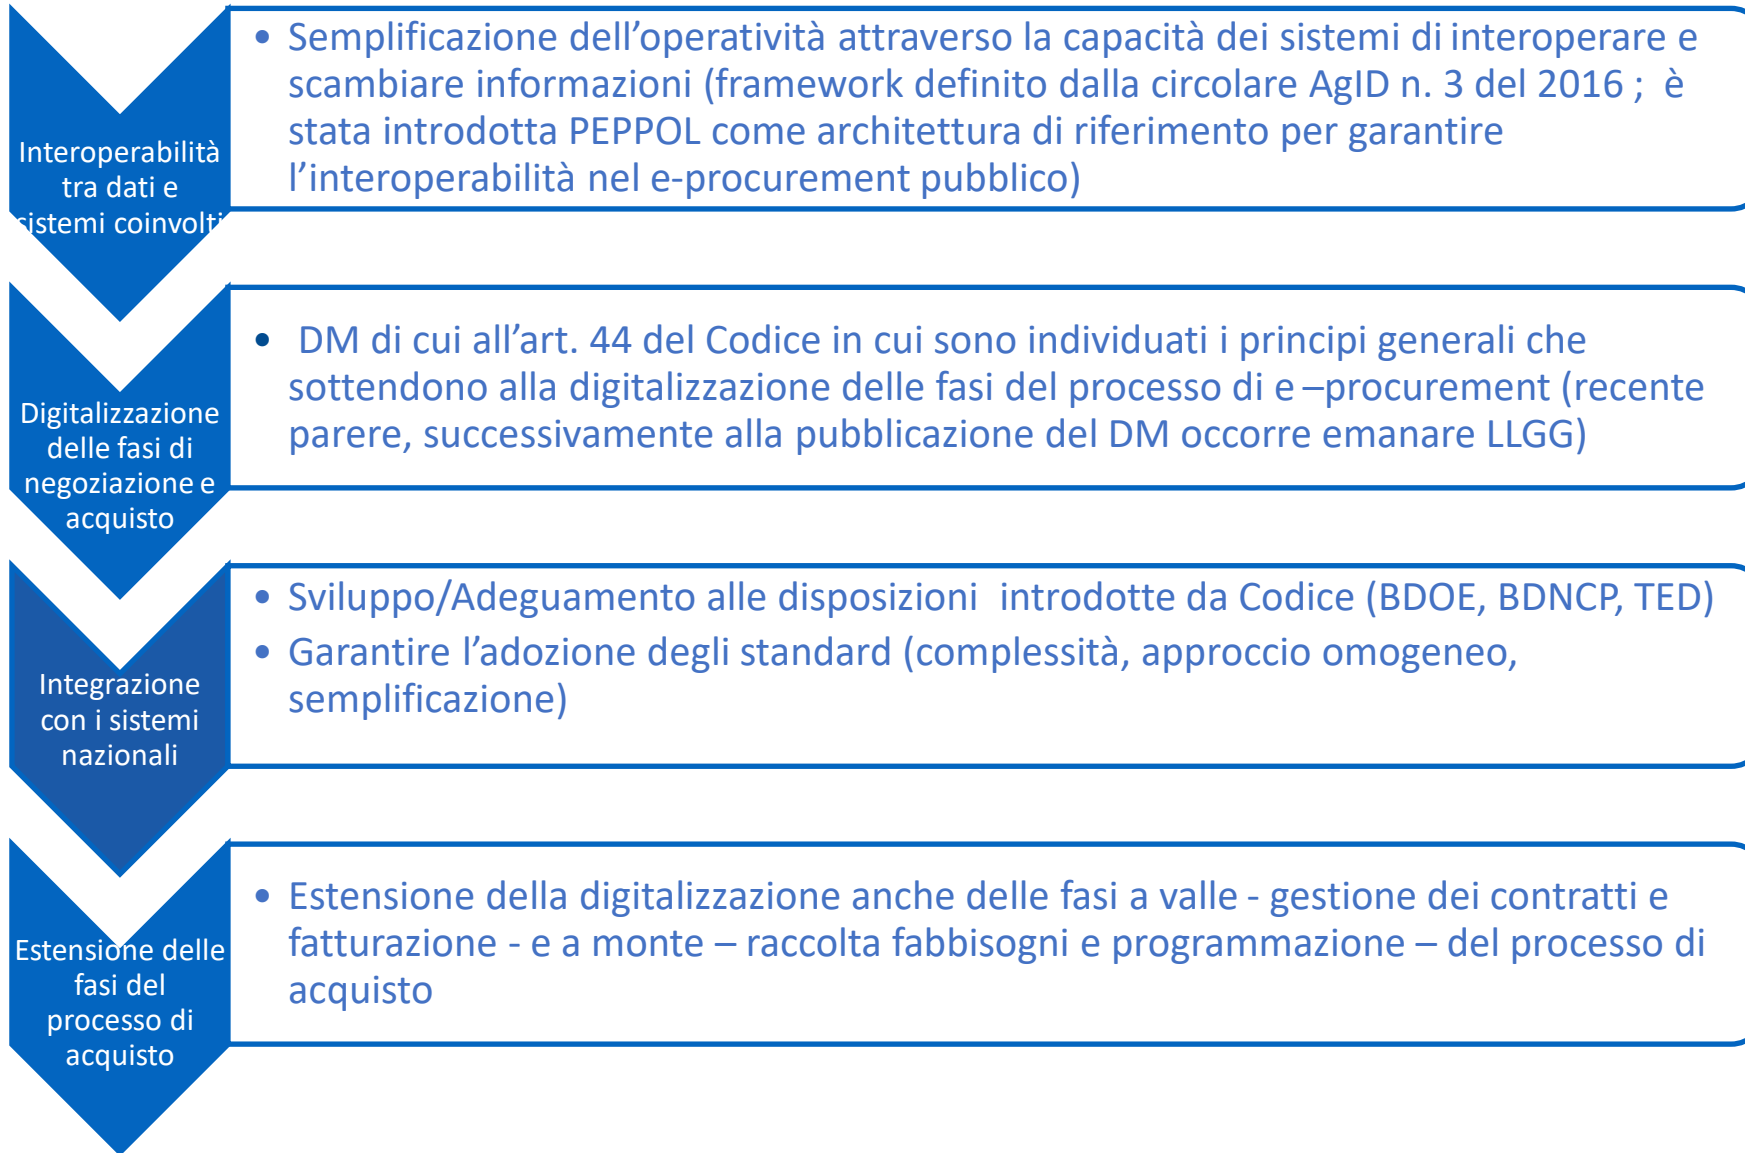 Interoperabilità
tra dati e
sistemi coinvolti
• Semplificazione dell’operatività attraverso la capacità dei sistemi di interoperare e
scambiare informazioni (framework definito dalla circolare AgID n. 3 del 2016 ; è
stata introdotta PEPPOL come architettura di riferimento per garantire
l’interoperabilità nel e-procurement pubblico)
Digitalizzazione
delle fasi di
negoziazione e
acquisto
• DM di cui all’art. 44 del Codice in cui sono individuati i principi generali che
sottendono alla digitalizzazione delle fasi del processo di e –procurement (recente
parere, successivamente alla pubblicazione del DM occorre emanare LLGG)
Integrazione
con i sistemi
nazionali
• Sviluppo/Adeguamento alle disposizioni introdotte da Codice (BDOE, BDNCP, TED)
• Garantire l’adozione degli standard (complessità, approccio omogeneo,
semplificazione)
Estensione delle
fasi del
processo di
acquisto
• Estensione della digitalizzazione anche delle fasi a valle - gestione dei contratti e
fatturazione - e a monte – raccolta fabbisogni e programmazione – del processo di
acquisto